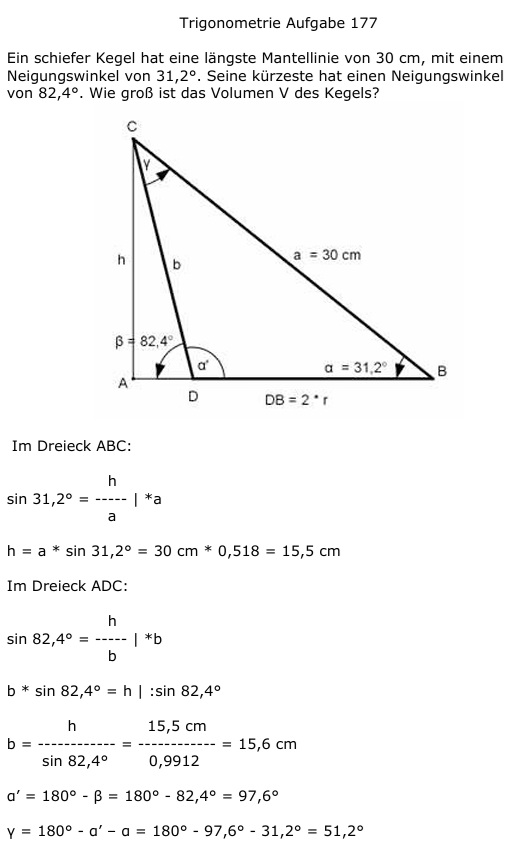 Trigonometrie Aufgabe 177
Ein schiefer Kegel hat eine längste Mantellinie von 30 cm, mit einem
Neigungswinkel von 31,2°. Seine kürzeste hat einen Neigungswinkel
von 82,4°. Wie groß ist das Volumen V des Kegels?
C
γ
a = 30 cm
h
b
β = 82,4°
α'
α = 31,2°
A
B
D
DB = 2 * r
Im Dreieck ABC:
h
sin 31,2° = ----- | *a
a
h = a * sin 31,2° = 30 cm * 0,518 = 15,5 cm
Im Dreieck ADC:
h
sin 82,4° = ----- | *b
b
b * sin 82,4° = h | :sin 82,4°
h 15,5 cm
b = ------------ = ------------ = 15,6 cm
sin 82,4° 0,9912
α’ = 180° - β = 180° - 82,4° = 97,6°
γ = 180° - α’ – α = 180° - 97,6° - 31,2° = 51,2°